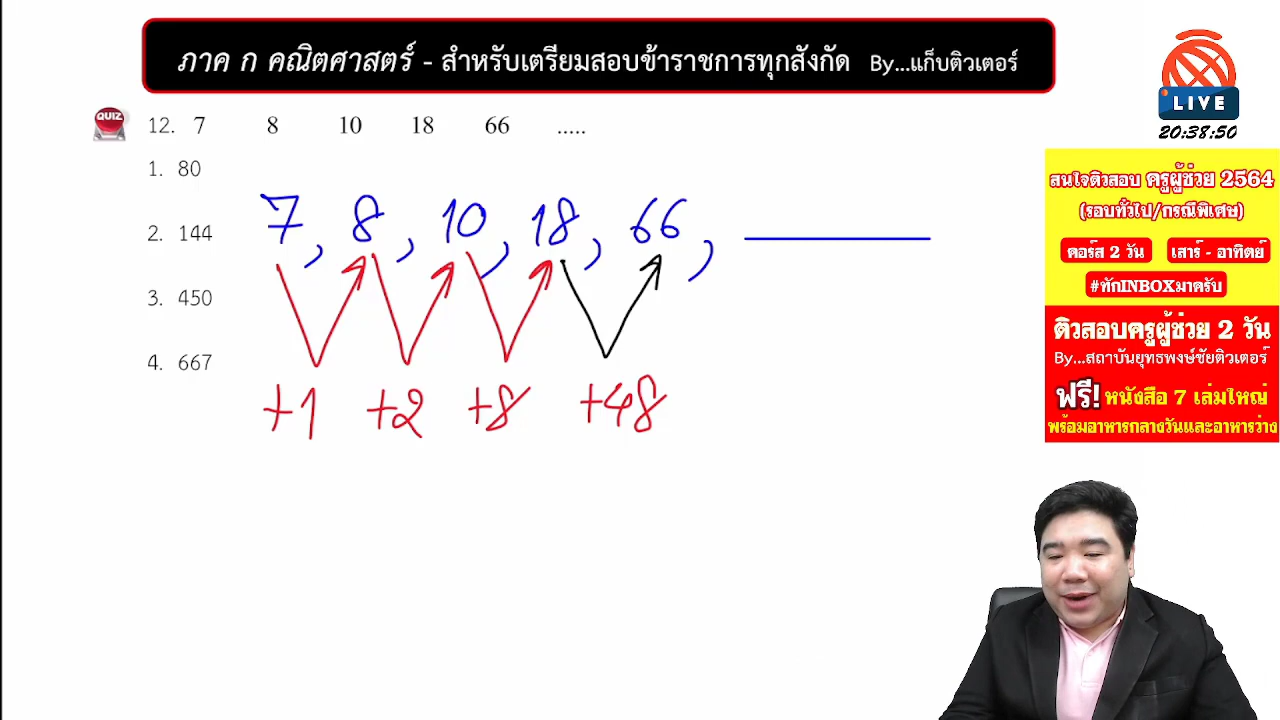 ภาค ก คณิตศาสตร์ - สำหรับเตรียมสอบข้าราชการทุกสังกัด By...แก็บติวเตอร์
LIVE
20:38:50
QUIZ
12. 7 8 10 18 66 .....
1. 80
2. 144
3. 450
4. 667
7, 8, 10, 18, 66,
+1 +2 +8 +48
สนใจติวสอบ ครูผู้ช่วย 2564
(รอบทั่วไป/กรณีพิเศษ)
คอร์ส 2 วัน เสาร์ - อาทิตย์
#ทักINBOXมาครับ
ติวสอบครูผู้ช่วย 2 วัน
By...สถาบันยุทธพงษ์ชัยติวเตอร์
ฟรี! หนังสือ 7 เล่มใหญ่
พร้อมอาหารกลางวันและอาหารว่าง